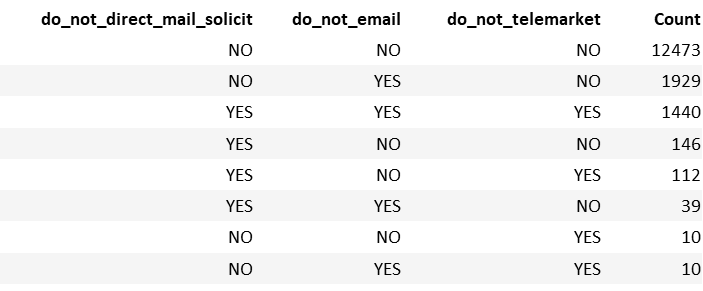 do_not_direct_mail_solicit do_not_email do_not_telemarket Count
NO NO NO 12473
NO YES NO 1929
YES YES YES 1440
YES NO NO 146
YES NO YES 112
YES YES NO 39
NO NO YES 10
NO YES YES 10